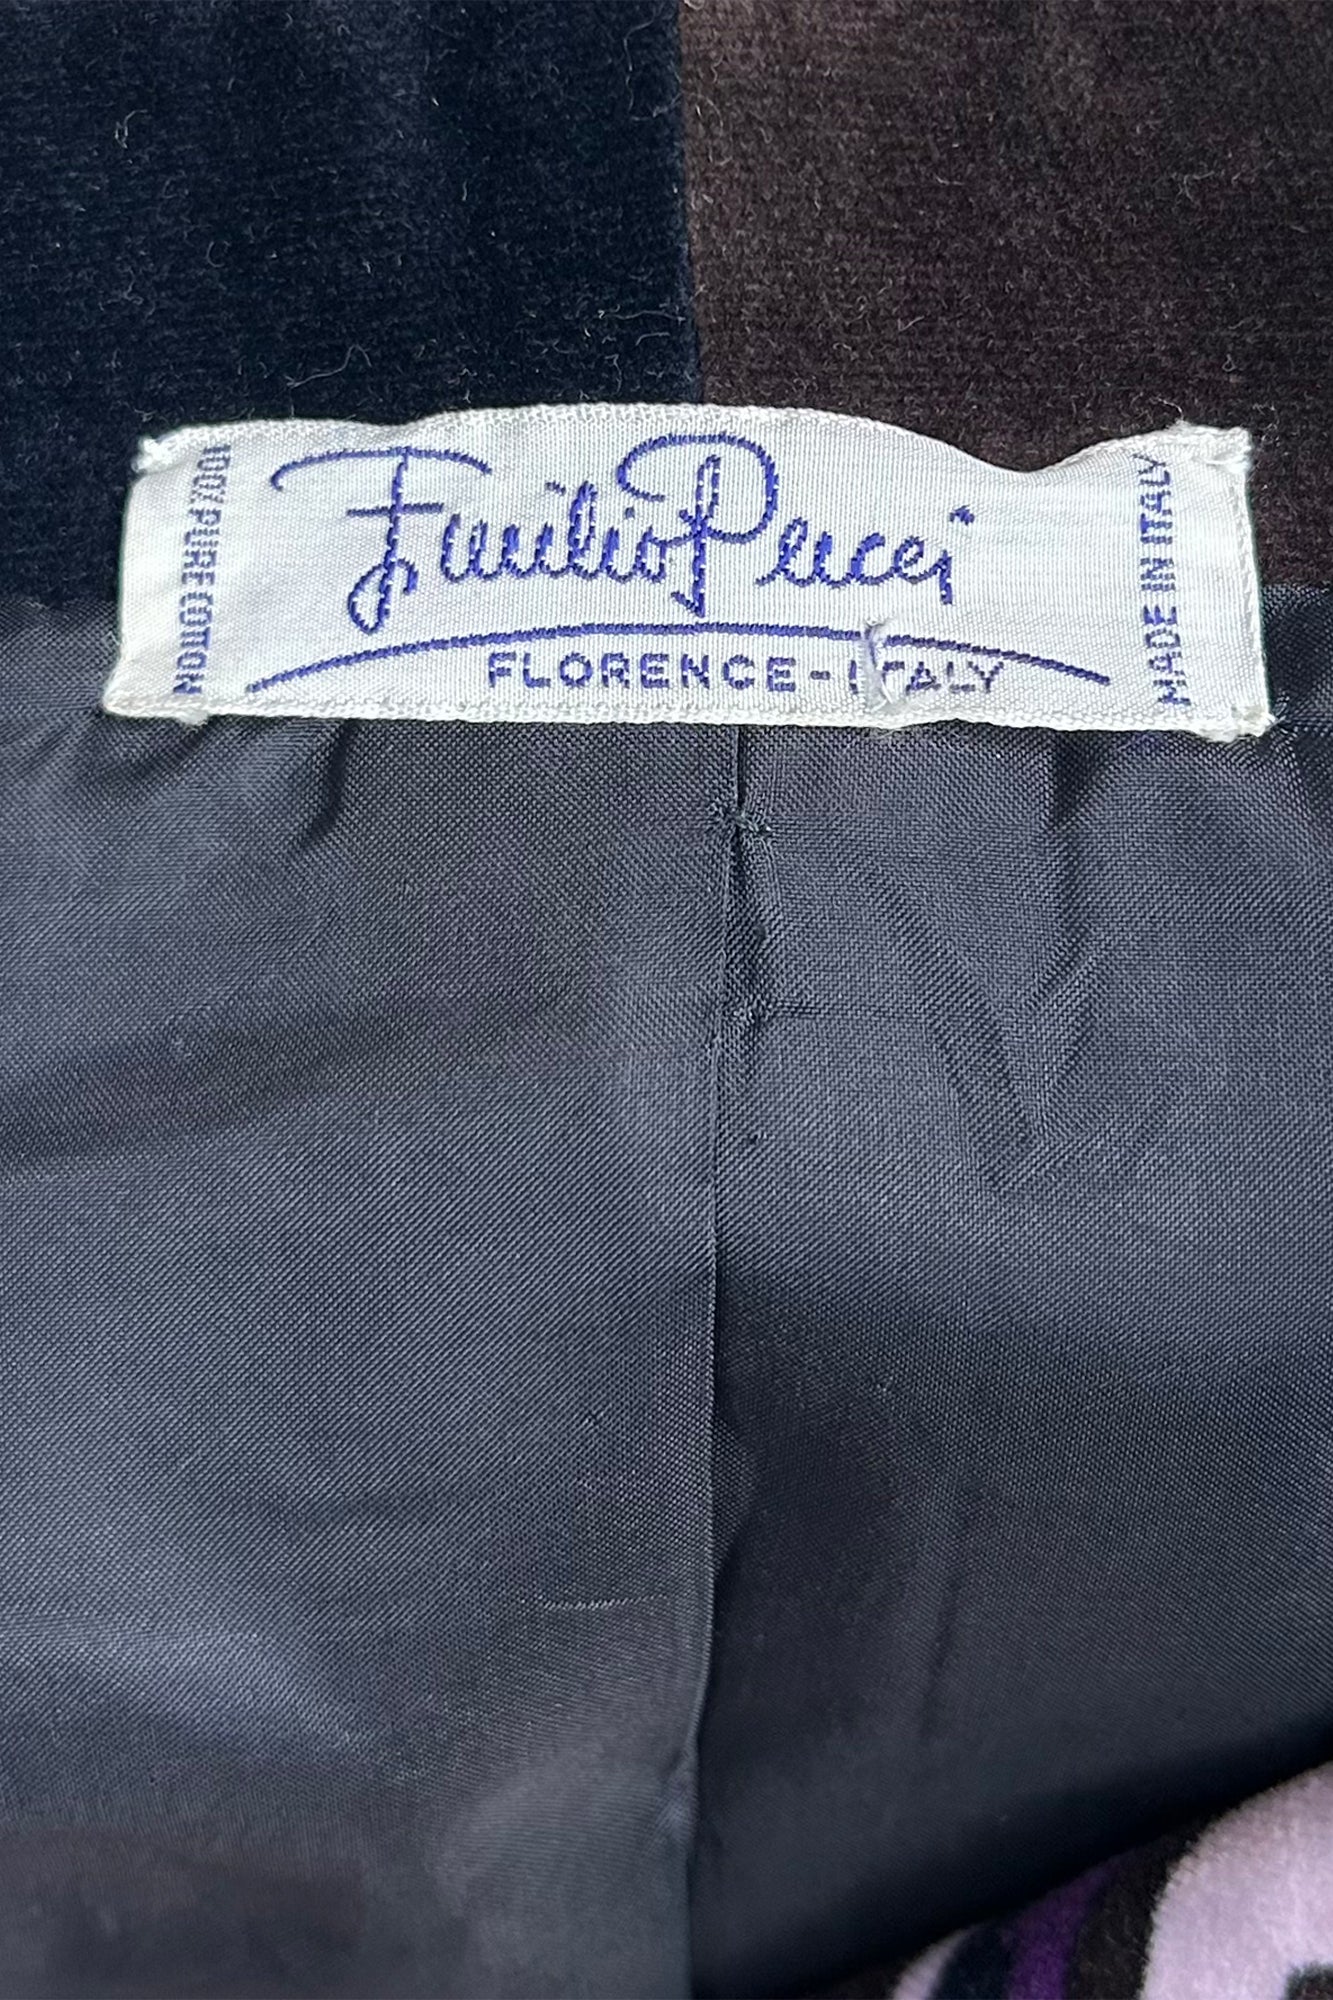 100% PURE COTTON
Emilio Pucci
FLORENCE - ITALY
MADE IN ITALY